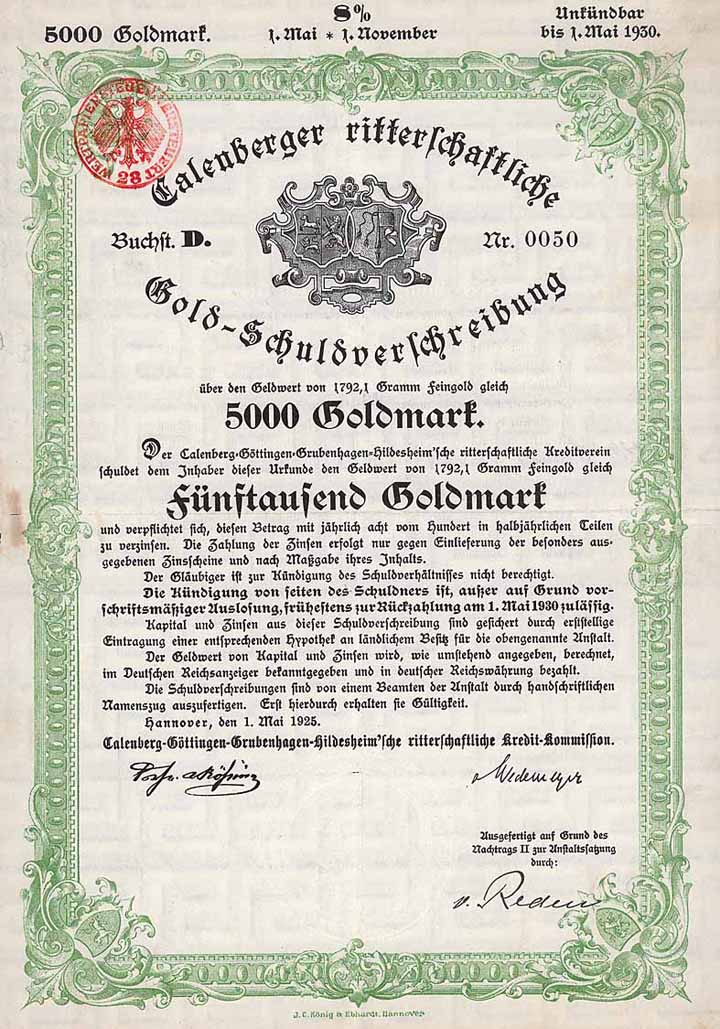 5000 Goldmark.
8%
1. Mai * 1. November
Unkündbar
bis 1. Mai 1930.
WERTPAPIERSTEUER VERSTEUERT
28
Calenberger ritterschaftliche
Buchst. D.
Nr. 0050
Gold-Schuldverschreibung
über den Geldwert von 1792,1 Gramm Feingold gleich
5000 Goldmark.
Der Calenberg-Göttingen-Grubenhagen-Hildesheim'sche ritterschaftliche Kreditverein
schuldet dem Inhaber dieser Urkunde den Geldwert von 1792,1 Gramm Feingold gleich
Fünftausend Goldmark
und verpflichtet sich, diesen Betrag mit jährlich acht vom Hundert in halbjährlichen Teilen
zu verzinsen. Die Zahlung der Zinsen erfolgt nur gegen Einlieferung der besonders aus-
gegebenen Zinsscheine und nach Maßgabe ihres Inhalts.
Der Gläubiger ist zur Kündigung des Schuldverhältnisses nicht berechtigt.
Die Kündigung von seiten des Schuldners ist, außer auf Grund vor-
schriftsmäßiger Auslosung, frühestens zur Rückzahlung am 1. Mai 1930 zulässig.
Kapital und Zinsen aus dieser Schuldverschreibung sind gesichert durch erststellige
Eintragung einer entsprechenden Hypothek an ländlichem Besitz für die obengenannte Anstalt.
Der Geldwert von Kapital und Zinsen wird, wie umstehend angegeben, berechnet,
im Deutschen Reichsanzeiger bekanntgegeben und in deutscher Reichswährung bezahlt.
Die Schuldverschreibungen sind von einem Beamten der Anstalt durch handschriftlichen
Namenszug auszufertigen. Erst hierdurch erhalten sie Gültigkeit.
Hannover, den 1. Mai 1925.
Calenberg-Göttingen-Grubenhagen-Hildesheim'sche ritterschaftliche Kredit-Kommission.
v. Wedemeyer
Ausgefertigt auf Grund des
Nachtrags II zur Anstaltssatzung
durch:
v. Reden
J. C. König & Ebhardt, Hannover